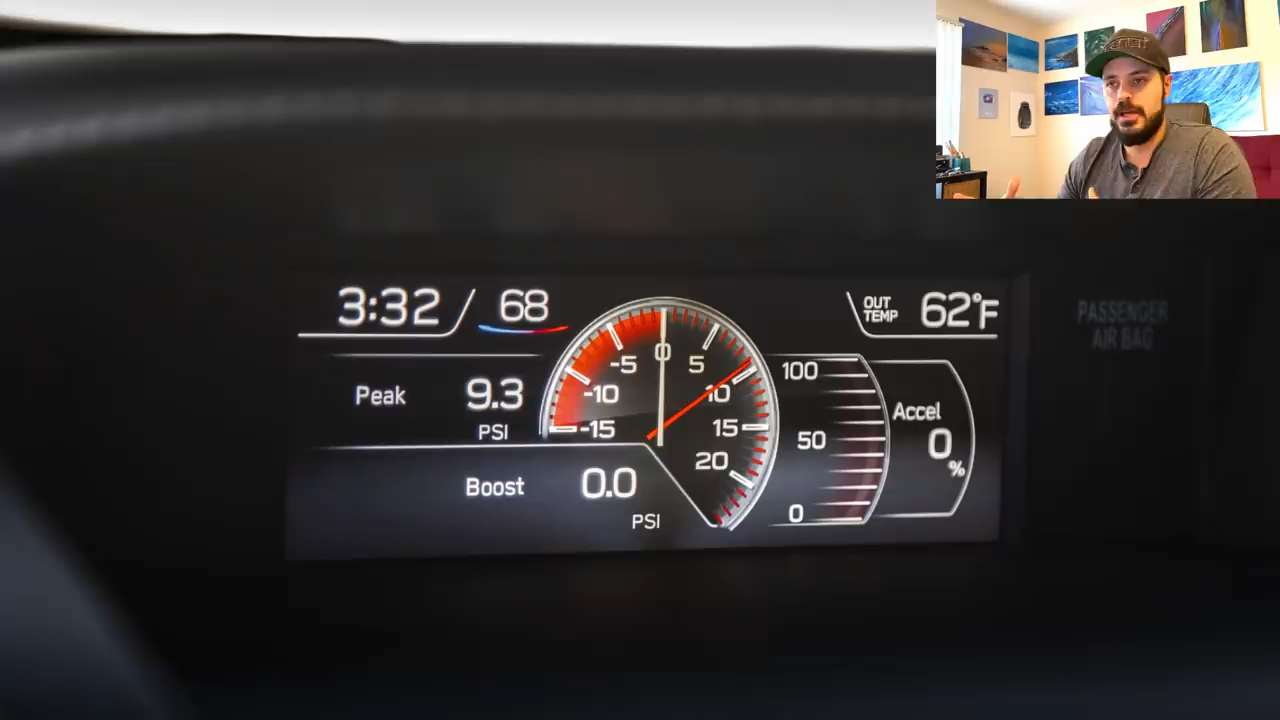 3:32
68
OUT
TEMP
62°F
PASSENGER
AIR BAG
Peak
9.3
PSI
-15
-10
-5
0
5
10
15
20
Boost
0.0
PSI
100
50
0
Accel
0
%